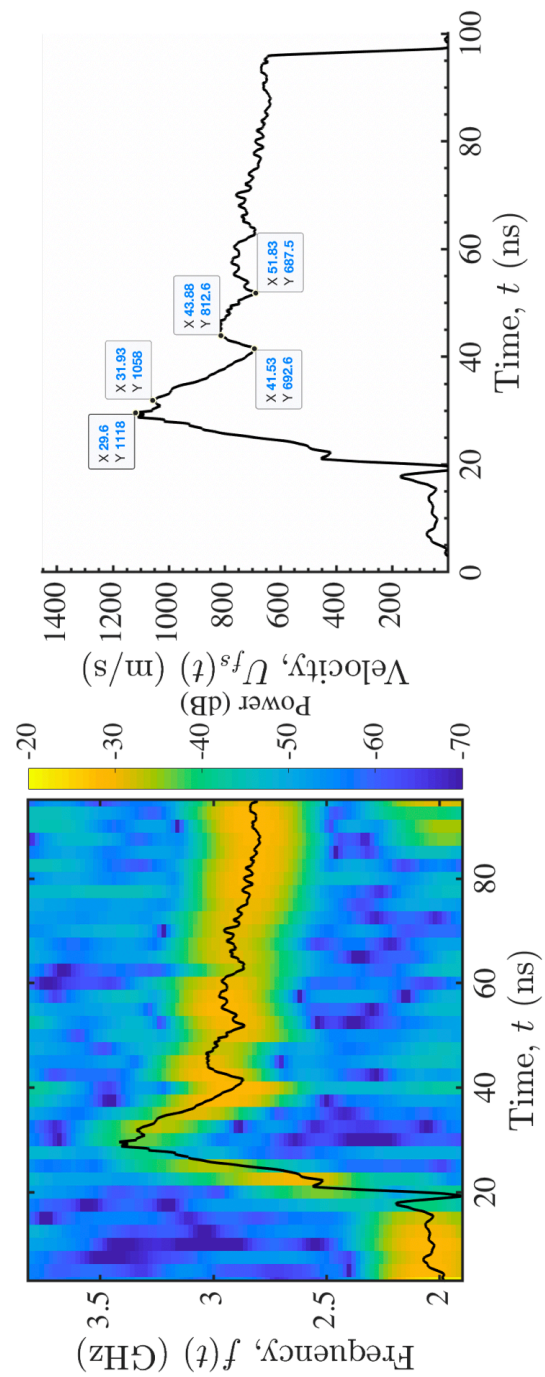 3.5
3
2.5
2
Frequency, f(t) (GHz)
20
40
60
80
Time, t (ns)
-20
-30
-40
-50
-60
-70
Power (dB)
1400
1200
1000
800
600
400
200
Velocity, U_fs(t) (m/s)
0
20
40
60
80
100
Time, t (ns)
X 29.6
Y 1118
X 31.93
Y 1058
X 43.88
Y 812.6
X 41.53
Y 692.6
X 51.83
Y 687.5